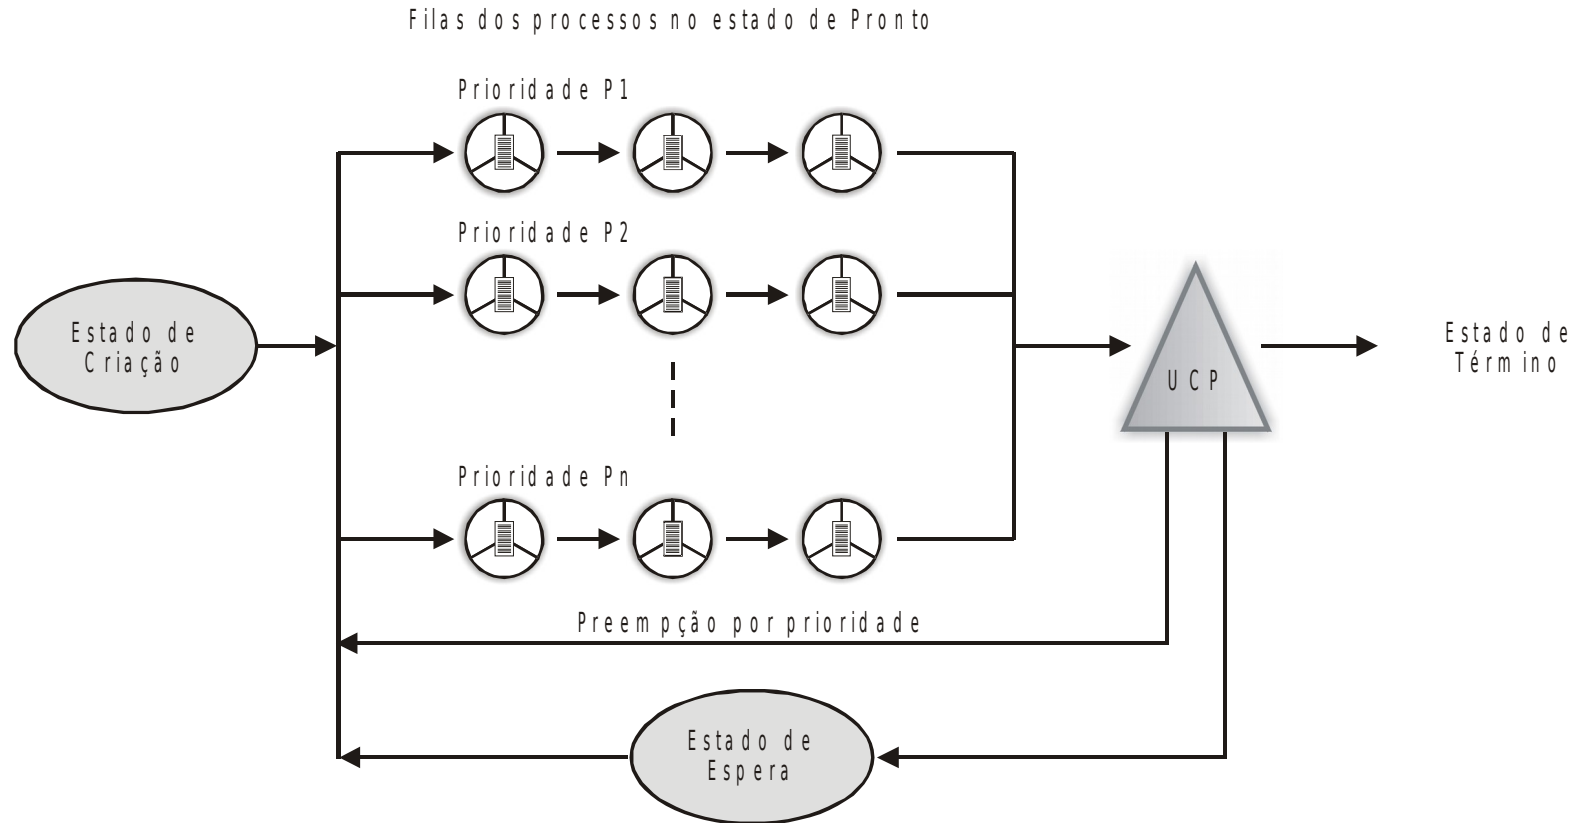 Filas dos processos no estado de Pronto
Prioridade P1
Prioridade P2
Estado de
Criação
UCP
Estado de
Término
Prioridade Pn
Preempção por prioridade
Estado de
Espera